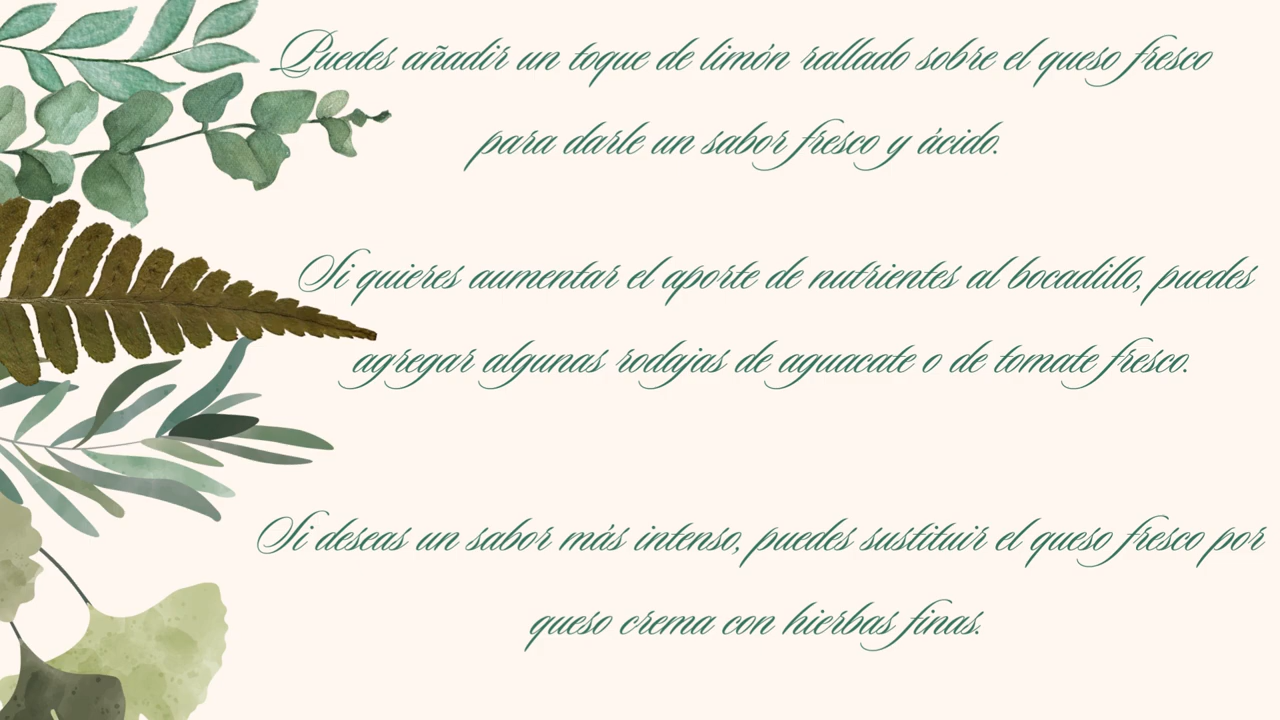 Puedes añadir un toque de limón rallado sobre el queso fresco
para darle un sabor fresco y ácido.
Si quieres aumentar el aporte de nutrientes al bocadillo, puedes
agregar algunas rodajas de aguacate o de tomate fresco.
Si deseas un sabor más intenso, puedes sustituir el queso fresco por
queso crema con hierbas finas.